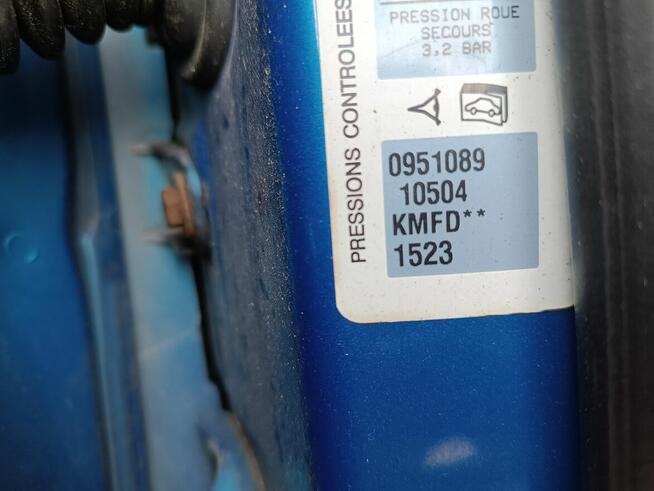 PRESSION ROUE
SECOURS
3,2 BAR
PRESSIONS CONTROLEES
0951089
10504
KMFD**
1523